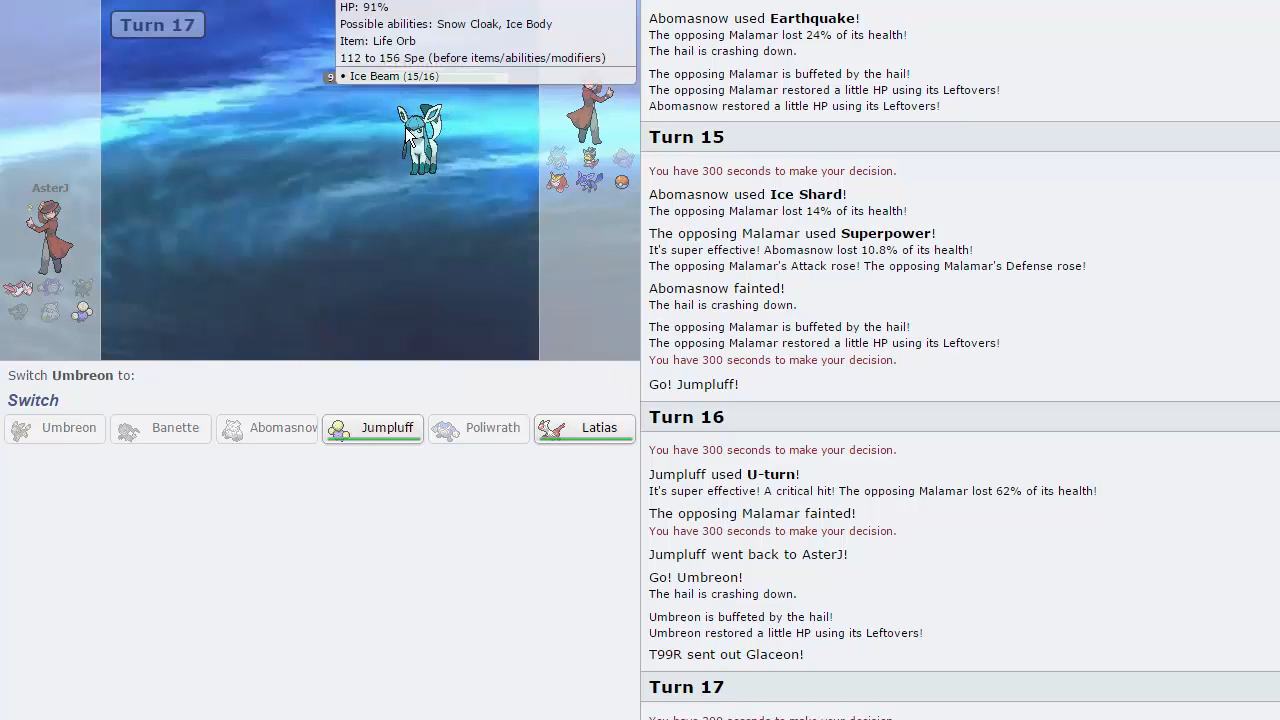 Turn 17
HP: 91%
Possible abilities: Snow Cloak, Ice Body
Item: Life Orb
112 to 156 Spe (before items/abilities/modifiers)
• Ice Beam (15/16)
9
AsterJ
Switch Umbreon to:
Switch
Umbreon
Banette
Abomasnow
Jumpluff
Poliwrath
Latias
Abomasnow used Earthquake!
The opposing Malamar lost 24% of its health!
The hail is crashing down.
The opposing Malamar is buffeted by the hail!
The opposing Malamar restored a little HP using its Leftovers!
Abomasnow restored a little HP using its Leftovers!
Turn 15
You have 300 seconds to make your decision.
Abomasnow used Ice Shard!
The opposing Malamar lost 14% of its health!
The opposing Malamar used Superpower!
It's super effective! Abomasnow lost 10.8% of its health!
The opposing Malamar's Attack rose! The opposing Malamar's Defense rose!
Abomasnow fainted!
The hail is crashing down.
The opposing Malamar is buffeted by the hail!
The opposing Malamar restored a little HP using its Leftovers!
You have 300 seconds to make your decision.
Go! Jumpluff!
Turn 16
You have 300 seconds to make your decision.
Jumpluff used U-turn!
It's super effective! A critical hit! The opposing Malamar lost 62% of its health!
The opposing Malamar fainted!
You have 300 seconds to make your decision.
Jumpluff went back to AsterJ!
Go! Umbreon!
The hail is crashing down.
Umbreon is buffeted by the hail!
Umbreon restored a little HP using its Leftovers!
T99R sent out Glaceon!
Turn 17
You have 300 seconds to make your decision.